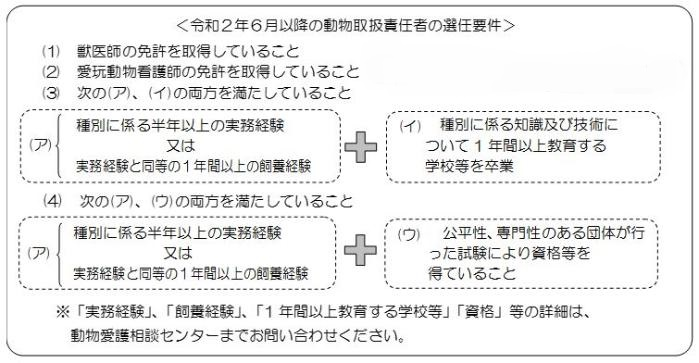 ＜令和２年６月以降の動物取扱責任者の選任要件＞
(1) 獣医師の免許を取得していること
(2) 愛玩動物看護師の免許を取得していること
(3) 次の(ア)、(イ)の両方を満たしていること
(ア)
種別に係る半年以上の実務経験
又は
実務経験と同等の１年間以上の飼養経験
(イ) 種別に係る知識及び技術に
ついて１年間以上教育する
学校等を卒業
(4) 次の(ア)、(ウ)の両方を満たしていること
(ア)
種別に係る半年以上の実務経験
又は
実務経験と同等の１年間以上の飼養経験
(ウ) 公平性、専門性のある団体が行
った試験により資格等を
得ていること
※「実務経験」、「飼養経験」、「１年間以上教育する学校等」「資格」等の詳細は、
動物愛護相談センターまでお問い合わせください。